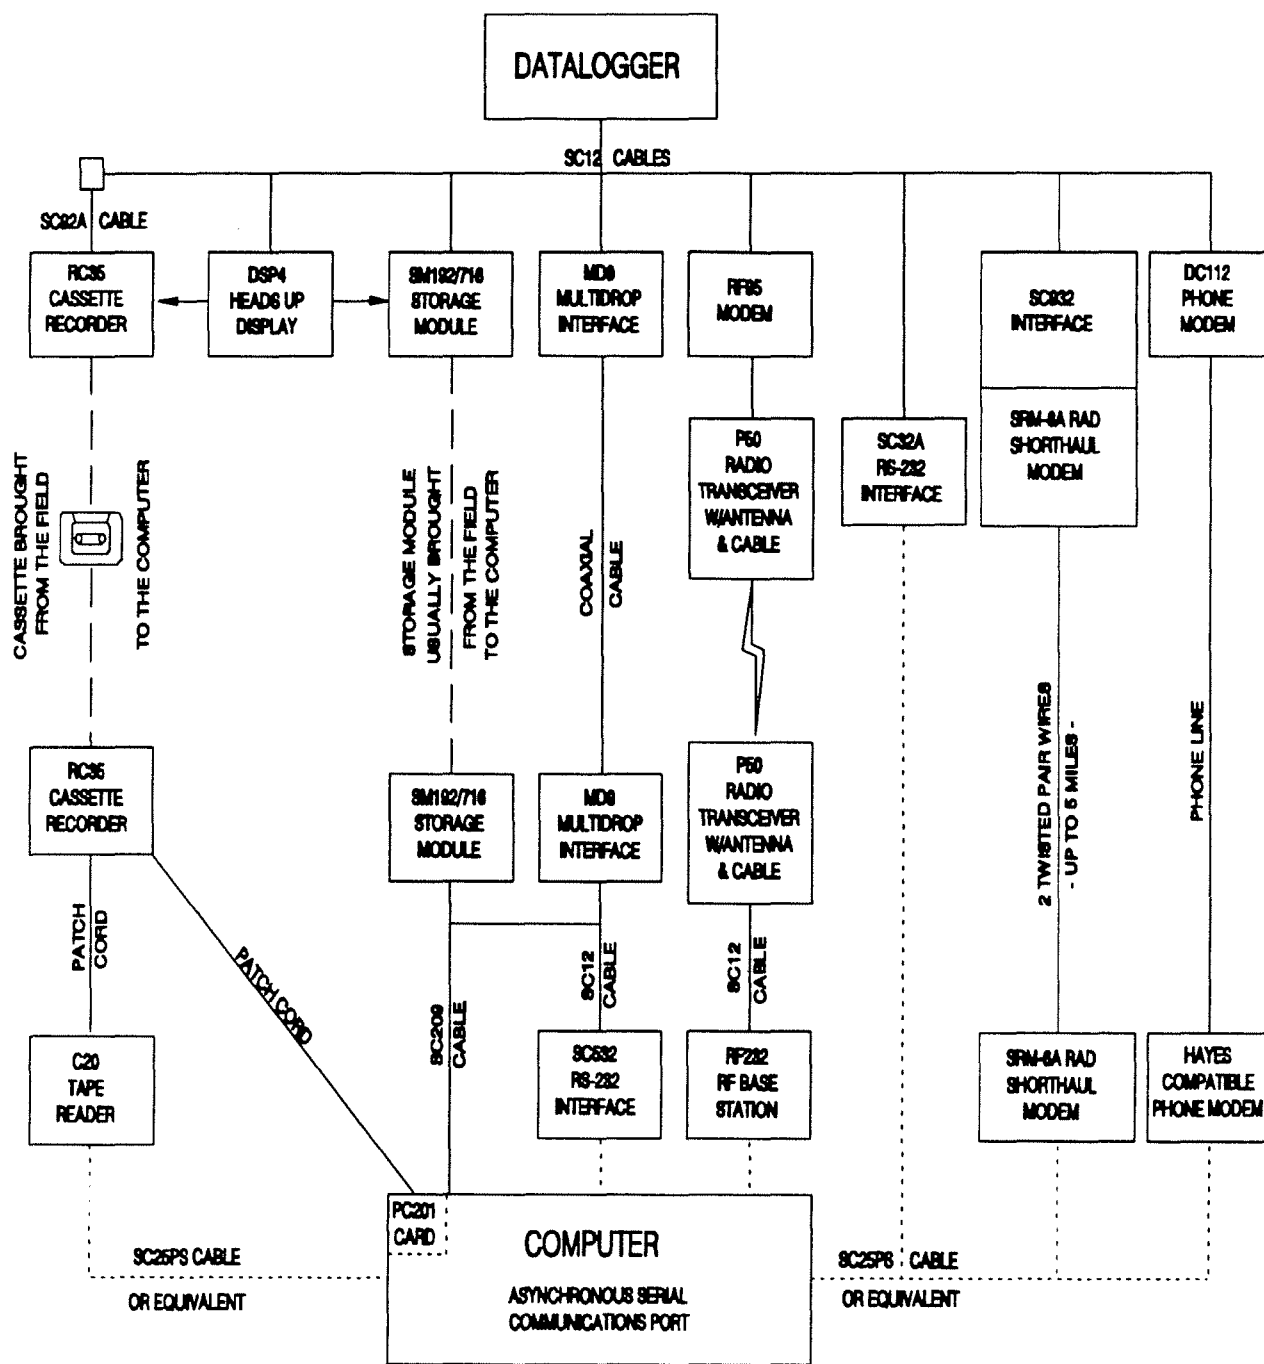 DATALOGGER
SC12 CABLES
SC92A CABLE
RC35
CASSETTE
RECORDER
DSP4
HEADS UP
DISPLAY
SM192/716
STORAGE
MODULE
MD9
MULTIDROP
INTERFACE
RF95
MODEM
SC932
INTERFACE
DC112
PHONE
MODEM
SRM-6A RAD
SHORTHAUL
MODEM
P50
RADIO
TRANSCEIVER
W/ANTENNA
& CABLE
SC32A
RS-232
INTERFACE
CASSETTE BROUGHT
FROM THE FIELD
TO THE COMPUTER
STORAGE MODULE
USUALLY BROUGHT
FROM THE FIELD
TO THE COMPUTER
COAXIAL
CABLE
2 TWISTED PAIR WIRES
- UP TO 5 MILES -
PHONE LINE
RC35
CASSETTE
RECORDER
SM192/716
STORAGE
MODULE
MD9
MULTIDROP
INTERFACE
P50
RADIO
TRANSCEIVER
W/ANTENNA
& CABLE
PATCH
CORD
PATCH CORD
SC209
CABLE
SC12
CABLE
SC12
CABLE
C20
TAPE
READER
SC532
RS-232
INTERFACE
RF232
RF BASE
STATION
SRM-6A RAD
SHORTHAUL
MODEM
HAYES
COMPATIBLE
PHONE MODEM
PC201
CARD
COMPUTER
ASYNCHRONOUS SERIAL
COMMUNICATIONS PORT
SC25PS CABLE
OR EQUIVALENT
SC25PS CABLE
OR EQUIVALENT